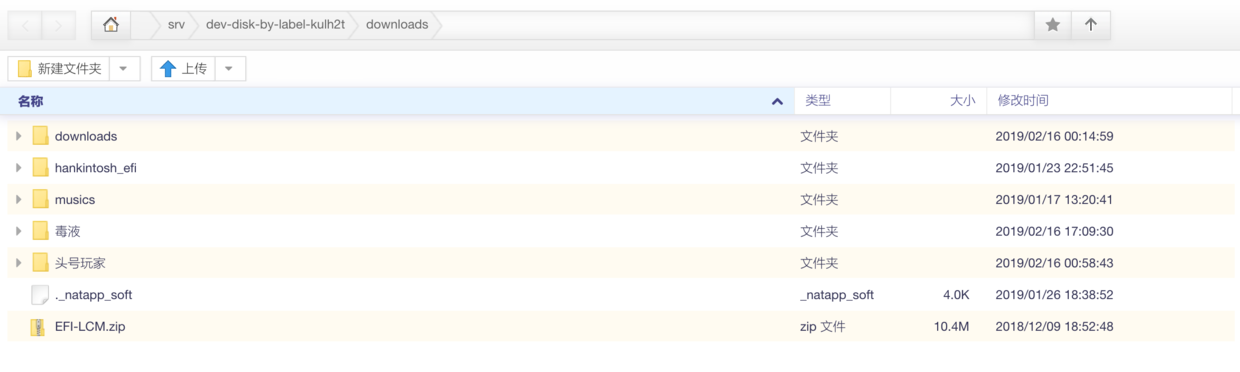 srv dev-disk-by-label-kulh2t downloads
新建文件夹 上传
名称 类型 大小 修改时间
downloads 文件夹 2019/02/16 00:14:59
hankintosh_efi 文件夹 2019/01/23 22:51:45
musics 文件夹 2019/01/17 13:20:41
毒液 文件夹 2019/02/16 17:09:30
头号玩家 文件夹 2019/02/16 00:58:43
._natapp_soft _natapp_soft 4.0K 2019/01/26 18:38:52
EFI-LCM.zip zip 文件 10.4M 2018/12/09 18:52:48